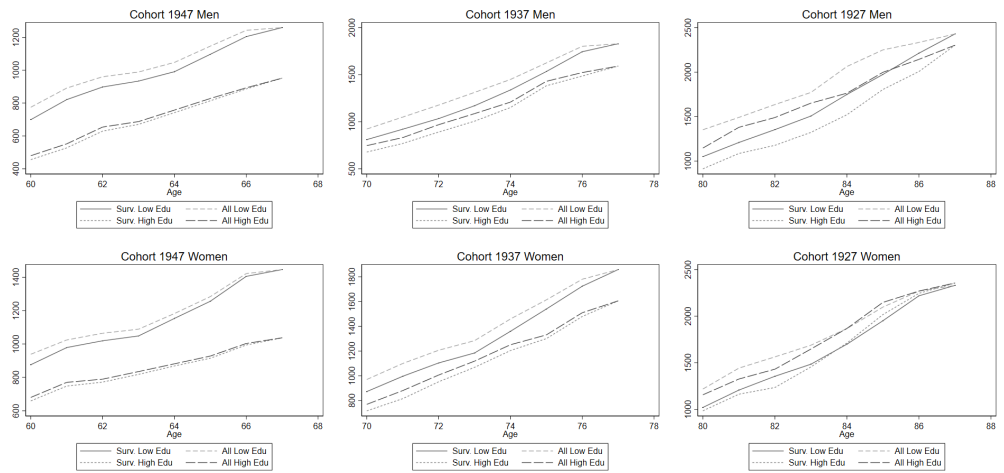 Cohort 1947 Men
1200
1000
800
600
400
60 62 64 66 68
Age
Surv. Low Edu All Low Edu
Surv. High Edu All High Edu
Cohort 1937 Men
2000
1500
1000
500
70 72 74 76 78
Age
Surv. Low Edu All Low Edu
Surv. High Edu All High Edu
Cohort 1927 Men
2500
2000
1500
1000
80 82 84 86 88
Age
Surv. Low Edu All Low Edu
Surv. High Edu All High Edu
Cohort 1947 Women
1400
1200
1000
800
600
60 62 64 66 68
Age
Surv. Low Edu All Low Edu
Surv. High Edu All High Edu
Cohort 1937 Women
1800
1600
1400
1200
1000
800
70 72 74 76 78
Age
Surv. Low Edu All Low Edu
Surv. High Edu All High Edu
Cohort 1927 Women
2500
2000
1500
1000
80 82 84 86 88
Age
Surv. Low Edu All Low Edu
Surv. High Edu All High Edu